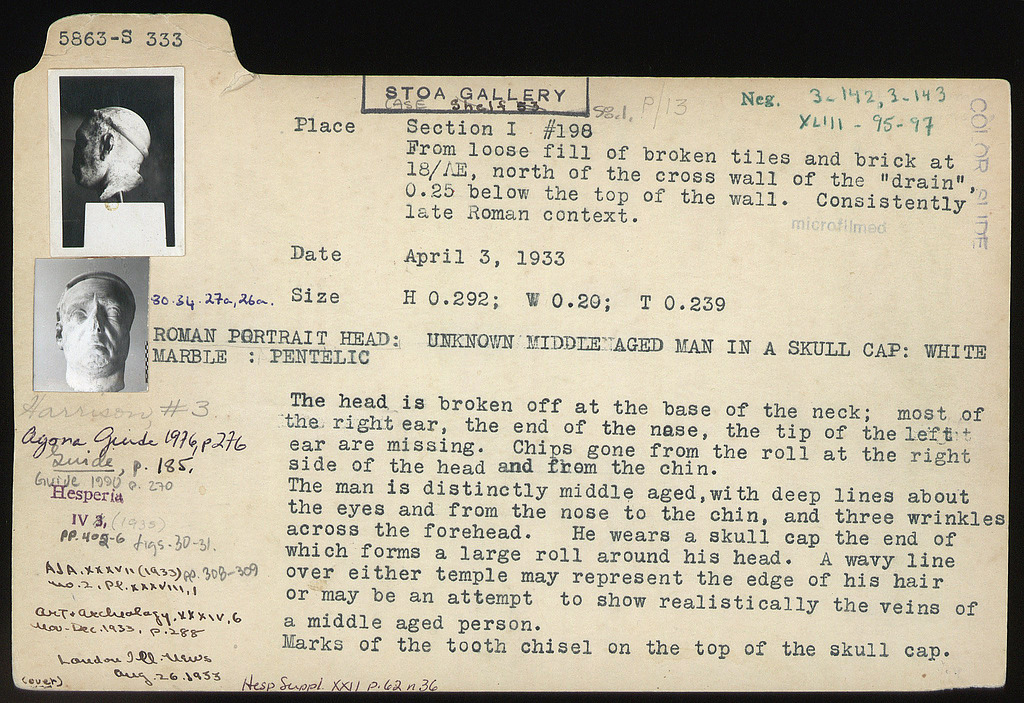 5863-S 333
STOA GALLERY
CASE Shelf 53
P/13
Neg. 3-142, 3-143
XLIII - 95-97
COLOR SLIDE
Place Section I #198
From loose fill of broken tiles and brick at
18/ΛE, north of the cross wall of the "drain",
0.25 below the top of the wall. Consistently
late Roman context.
microfilmed
Date April 3, 1933
30.34.27a, 26a.
Size H 0.292; W 0.20; T 0.239
ROMAN PORTRAIT HEAD: UNKNOWN MIDDLE AGED MAN IN A SKULL CAP: WHITE
MARBLE : PENTELIC
The head is broken off at the base of the neck; most of
the right ear, the end of the nose, the tip of the left
ear are missing. Chips gone from the roll at the right
side of the head and from the chin.
The man is distinctly middle aged, with deep lines about
the eyes and from the nose to the chin, and three wrinkles
across the forehead. He wears a skull cap the end of
which forms a large roll around his head. A wavy line
over either temple may represent the edge of his hair
or may be an attempt to show realistically the veins of
a middle aged person.
Marks of the tooth chisel on the top of the skull cap.
Harrison, #3.
Agora Guide 1976, p. 276
Guide, p. 185.
Guide 1990 p. 270
Hesperia
IV 3, (1935)
pp. 402-6 figs. 30-31.
AJA. XXXVII (1933) pp. 308-309
no. 2. Pl. XXXVIII, 1
Art & Archeology, XXXIV, 6
Nov-Dec. 1933, p. 288
London Ill. News
Aug. 26. 1933
(over)
Hesp Suppl. XXII p. 62 n 36